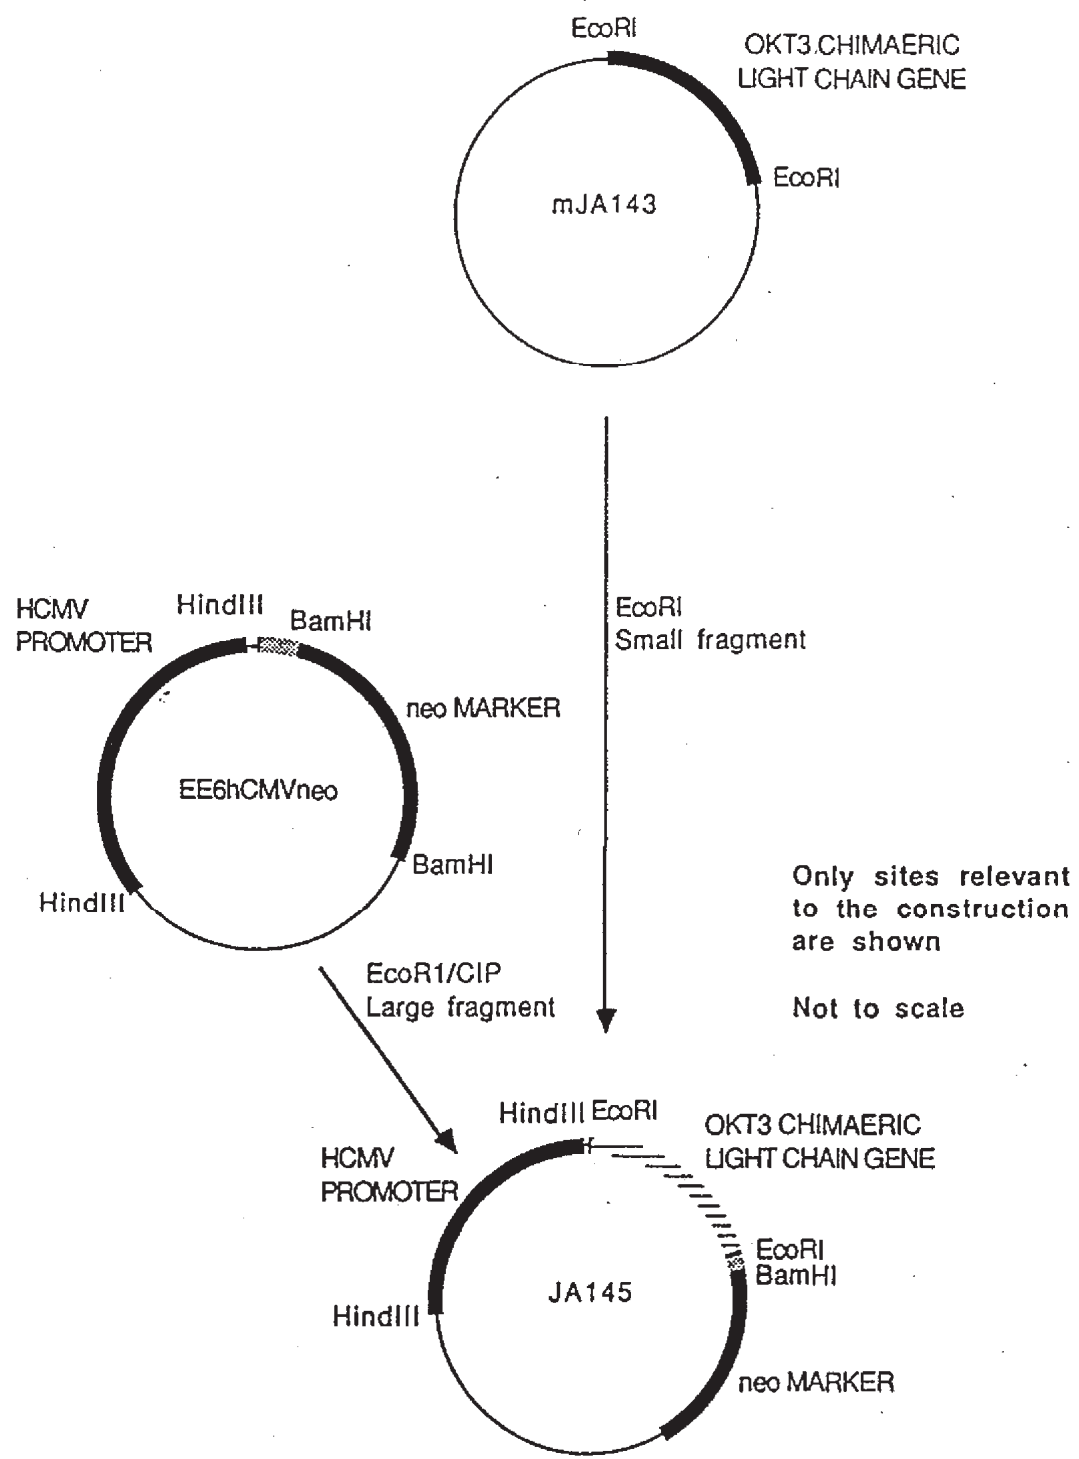 EcoRI
OKT3.CHIMAERIC
LIGHT CHAIN GENE
EcoRI
mJA143
EcoRI
Small fragment
HCMV
PROMOTER
HindIII
BamHI
neo MARKER
EE6hCMVneo
BamHI
HindIII
Only sites relevant
to the construction
are shown
Not to scale
EcoR1/CIP
Large fragment
HindIII EcoRI
OKT3 CHIMAERIC
LIGHT CHAIN GENE
HCMV
PROMOTER
EcoRI
BamHI
JA145
HindIII
neo MARKER